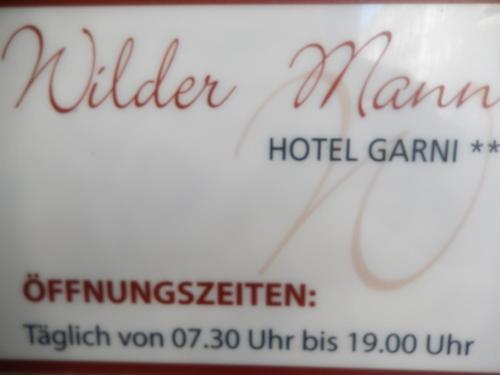 Wilder Mann
HOTEL GARNI **
ÖFFNUNGSZEITEN:
Täglich von 07.30 Uhr bis 19.00 Uhr